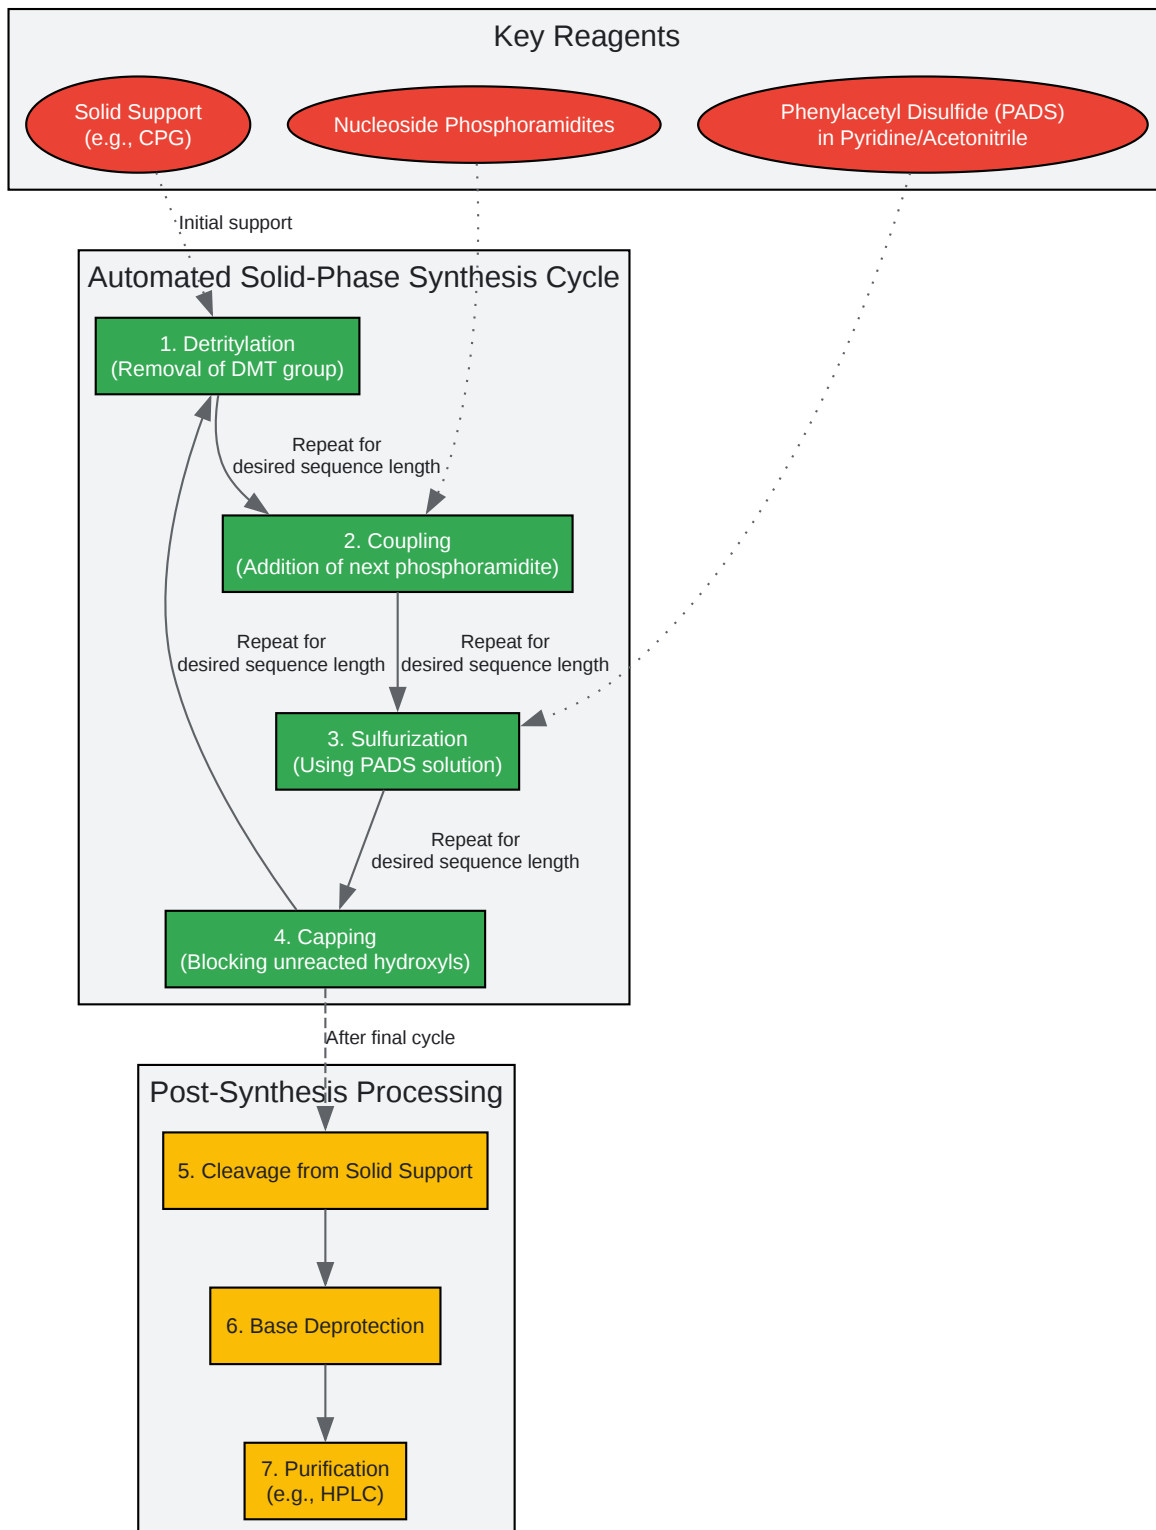 Key Reagents
Solid Support
(e.g., CPG)
Nucleoside Phosphoramidites
Phenylacetyl Disulfide (PADS)
in Pyridine/Acetonitrile
Initial support
Automated Solid-Phase Synthesis Cycle
1. Detritylation
(Removal of DMT group)
Repeat for
desired sequence length
2. Coupling
(Addition of next phosphoramidite)
Repeat for
desired sequence length
Repeat for
desired sequence length
3. Sulfurization
(Using PADS solution)
Repeat for
desired sequence length
4. Capping
(Blocking unreacted hydroxyls)
After final cycle
Post-Synthesis Processing
5. Cleavage from Solid Support
6. Base Deprotection
7. Purification
(e.g., HPLC)